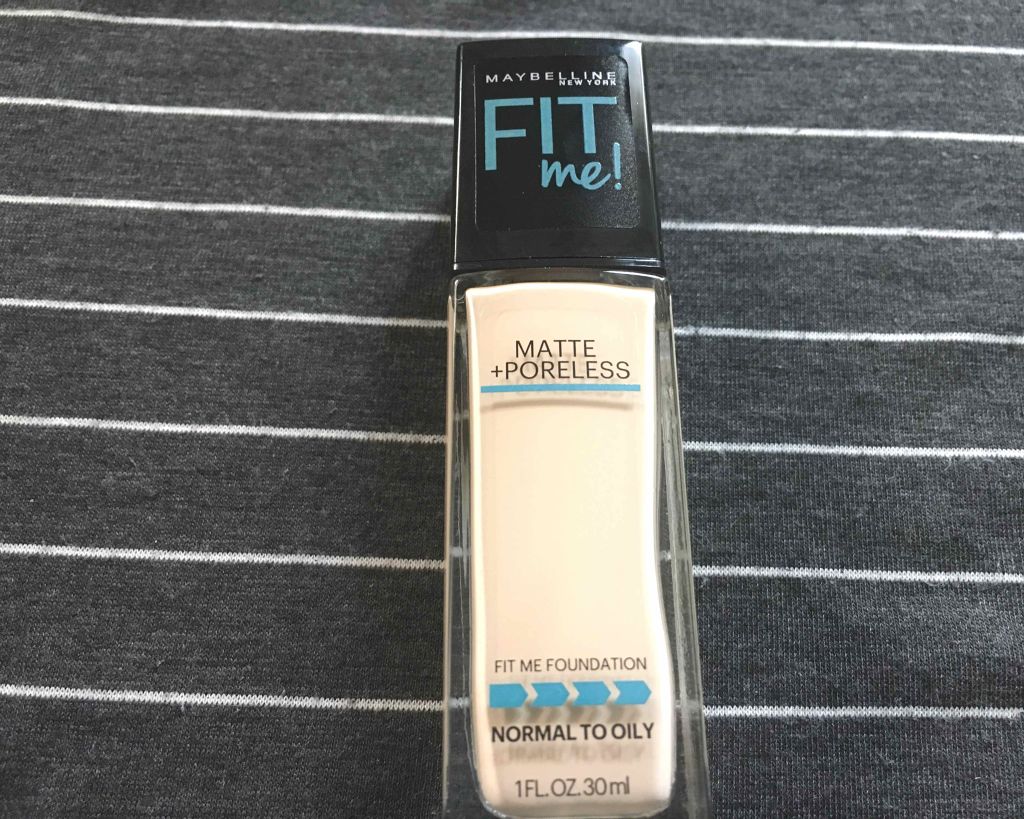 MAYBELLINE
NEW YORK
FIT
me!
MATTE
+PORELESS
FIT ME FOUNDATION
NORMAL TO OILY
1FL.OZ.30ml